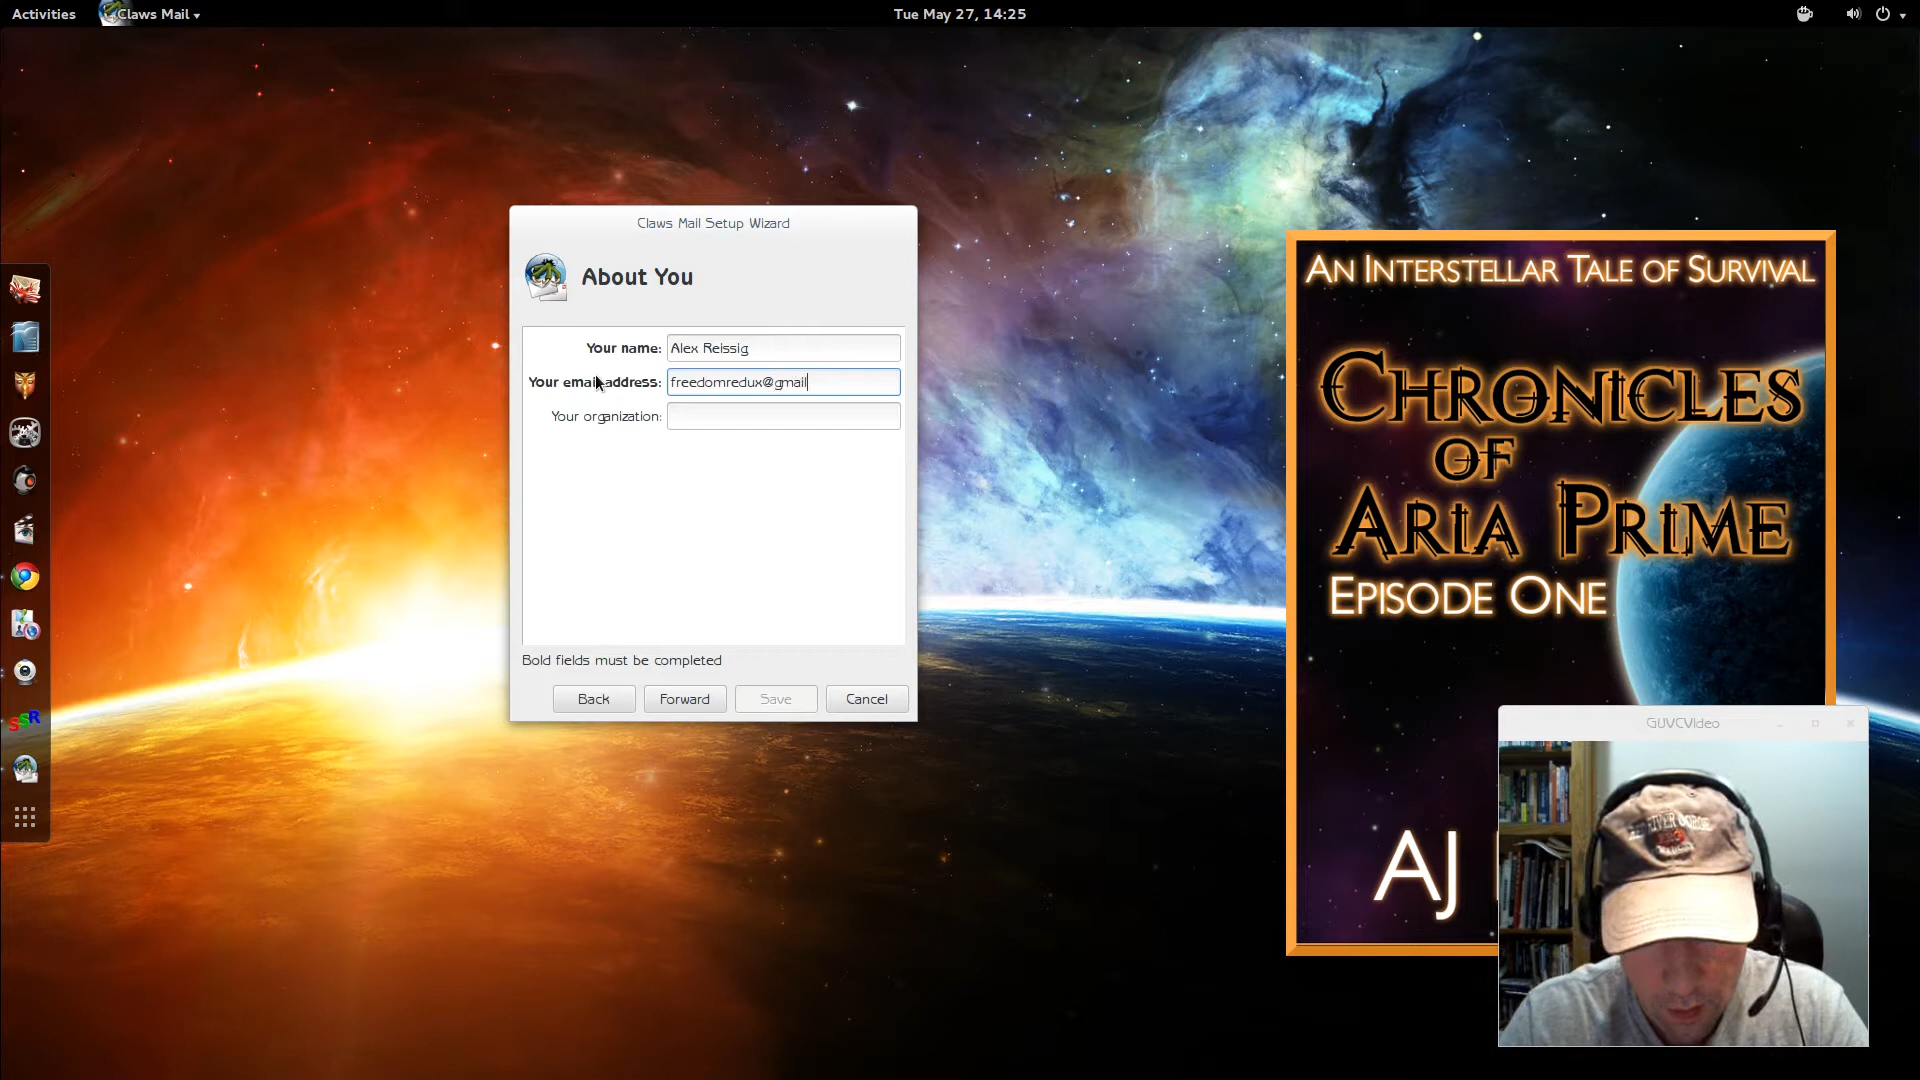 Activities
Claws Mail
Tue May 27, 14:25
Claws Mail Setup Wizard
About You
Your name: Alex Reissig
Your email address: freedomredux@gmail
Your organization:
Bold fields must be completed
Back Forward Save Cancel
An Interstellar Tale of Survival
Chronicles
of
Aria Prime
Episode One
AJ
GUVCVideo
SSR